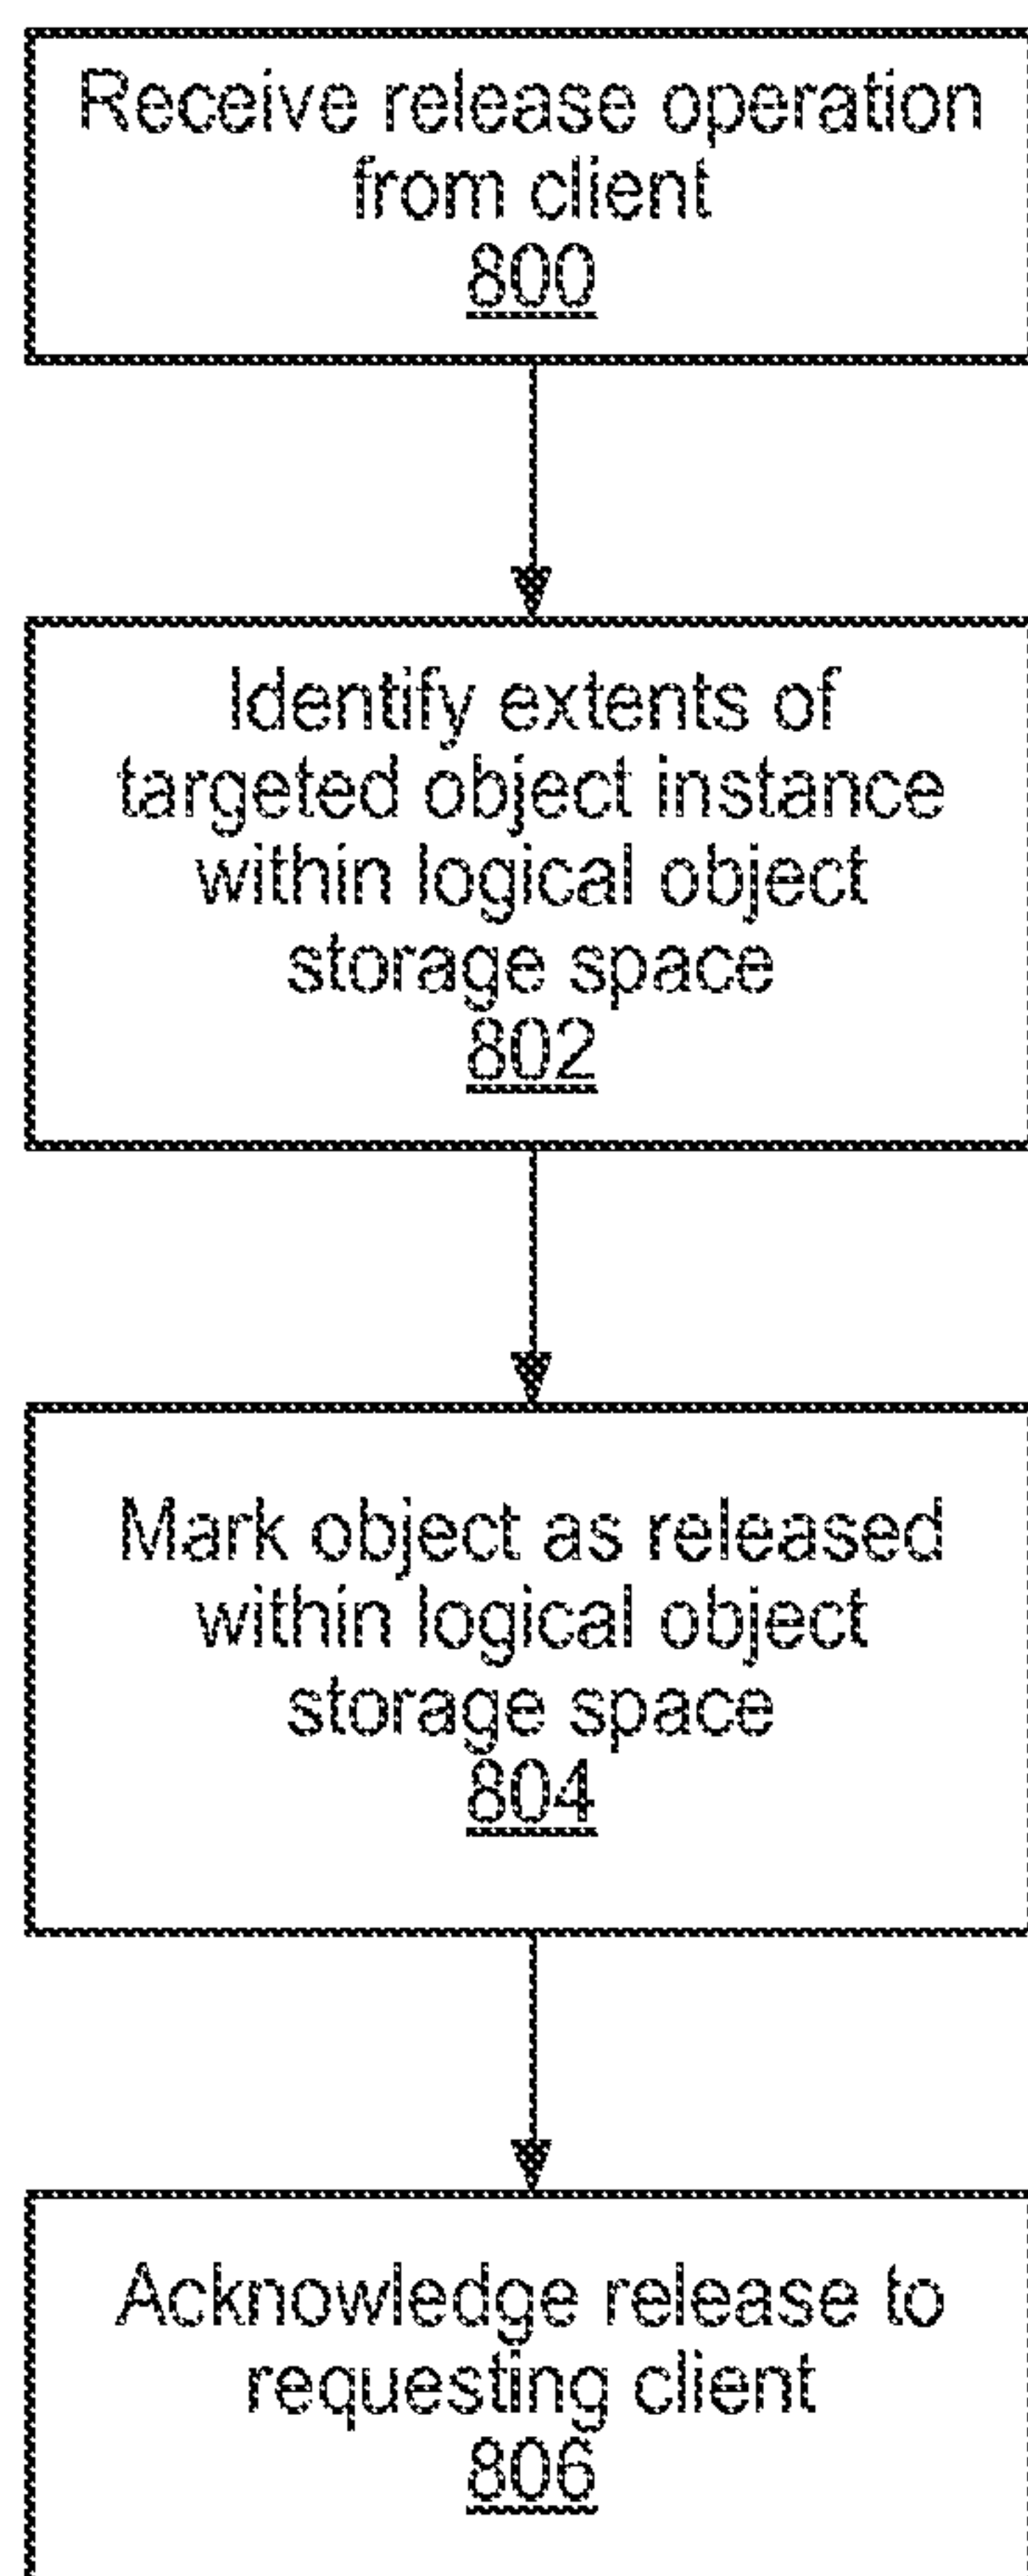 Receive release operation
from client
800
Identify extents of
targeted object instance
within logical object
storage space
802
Mark object as released
within logical object
storage space
804
Acknowledge release to
requesting client
806